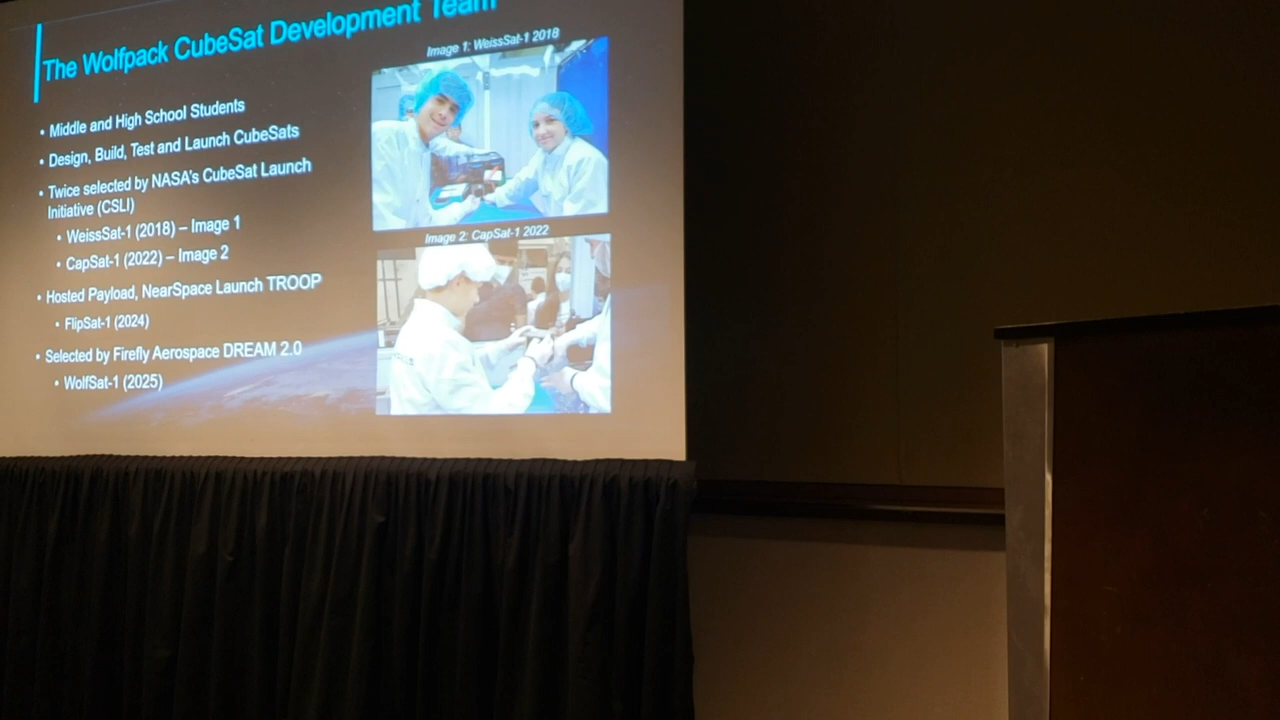 The Wolfpack CubeSat Development Team
• Middle and High School Students
• Design, Build, Test and Launch CubeSats
• Twice selected by NASA's CubeSat Launch
Initiative (CSLI)
• WeissSat-1 (2018) – Image 1
• CapSat-1 (2022) – Image 2
• Hosted Payload, NearSpace Launch TROOP
• FlipSat-1 (2024)
• Selected by Firefly Aerospace DREAM 2.0
• WolfSat-1 (2025)
Image 1: WeissSat-1 2018
Image 2: CapSat-1 2022